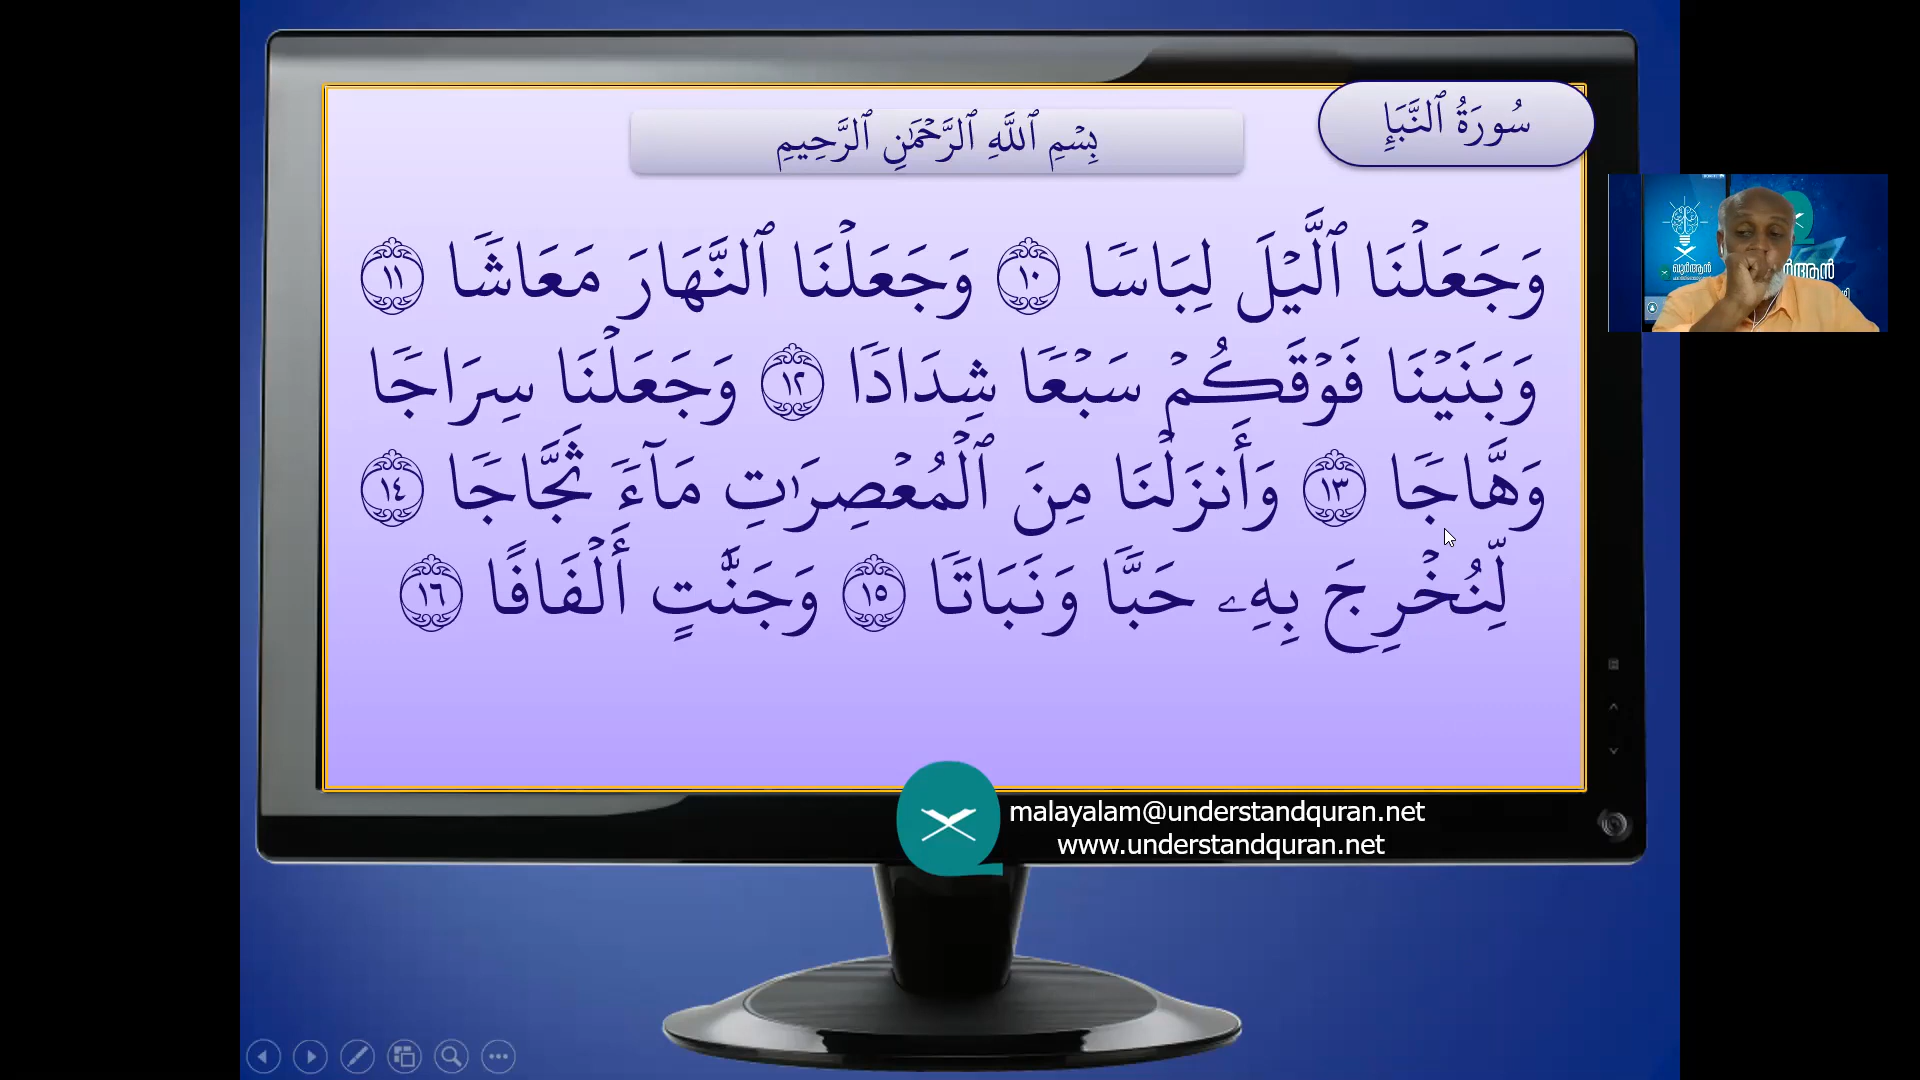 سُورَةُ ٱلنَّبَإِ
بِسْمِ ٱللَّهِ ٱلرَّحْمَٰنِ ٱلرَّحِيمِ
وَجَعَلْنَا ٱلَّيْلَ لِبَاسًا ١٠ وَجَعَلْنَا ٱلنَّهَارَ مَعَاشًا ١١
وَبَنَيْنَا فَوْقَكُمْ سَبْعًا شِدَادًا ١٢ وَجَعَلْنَا سِرَاجًا
وَهَّاجًا ١٣ وَأَنزَلْنَا مِنَ ٱلْمُعْصِرَٰتِ مَآءً ثَجَّاجًا ١٤
لِّنُخْرِجَ بِهِۦ حَبًّا وَنَبَاتًا ١٥ وَجَنَّٰتٍ أَلْفَافًا ١٦
ഖുർആൻ
malayalam@understandquran.net
www.understandquran.net